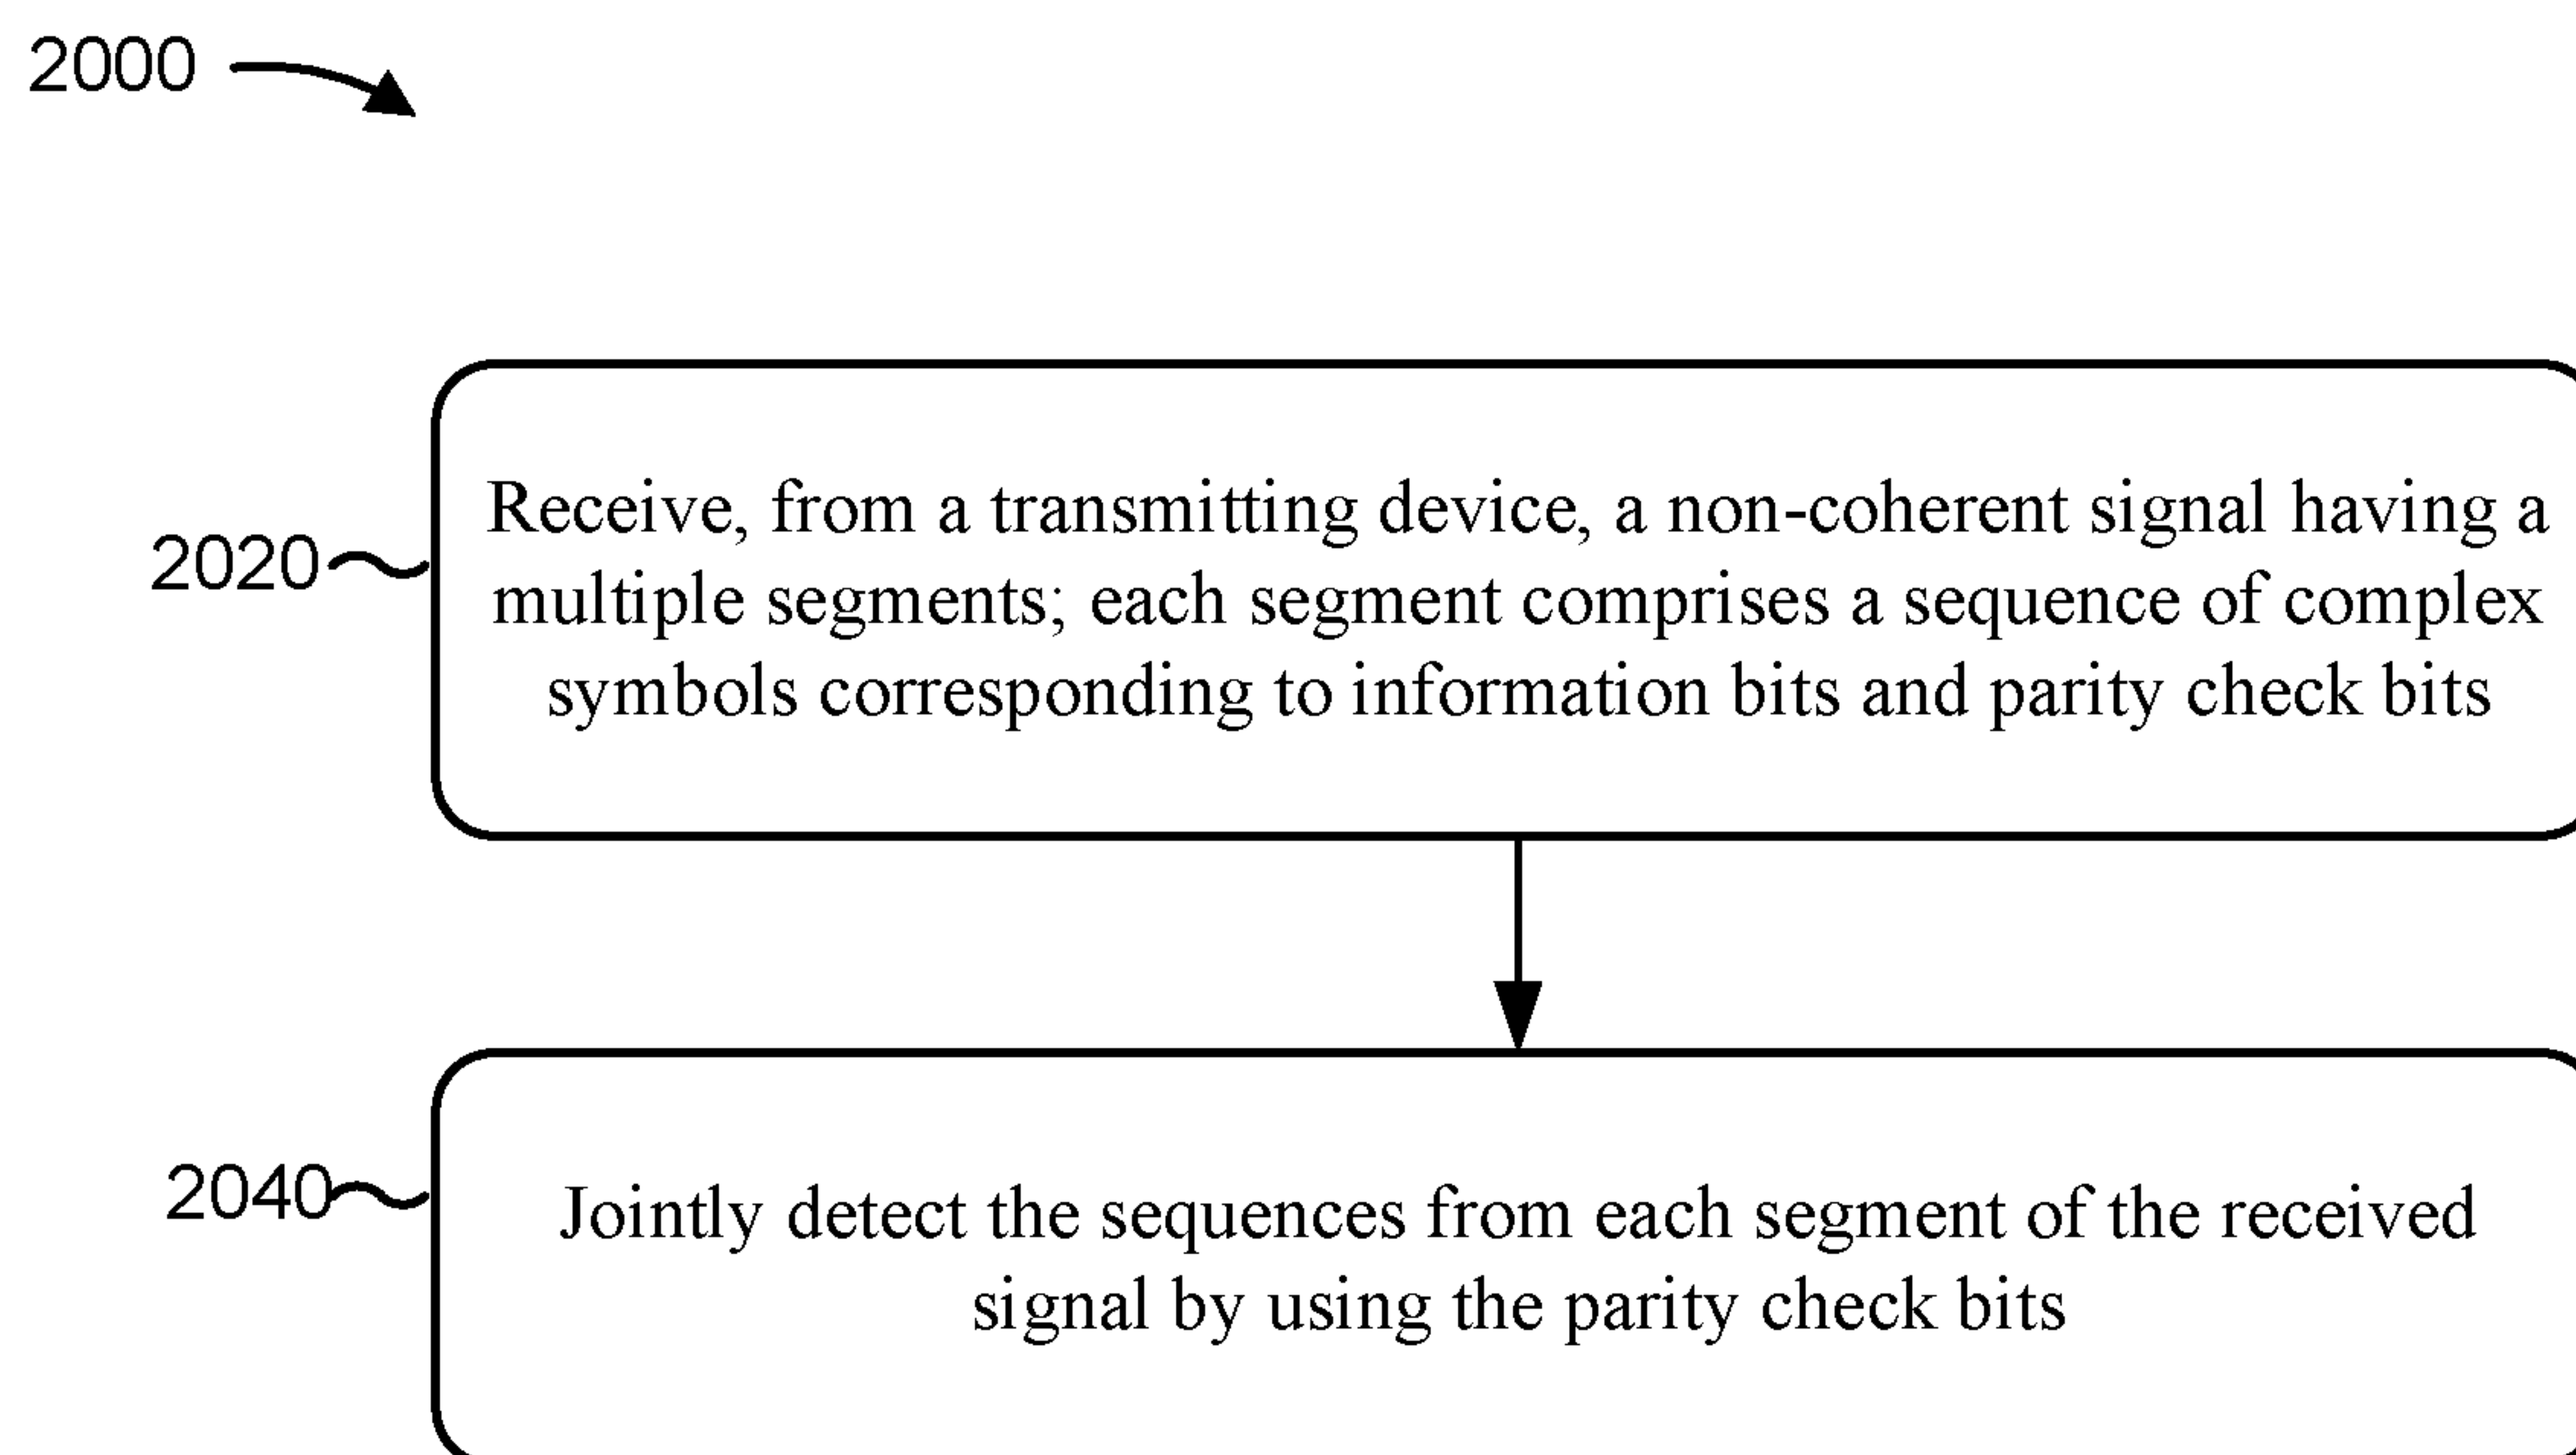 2000
2020
Receive, from a transmitting device, a non-coherent signal having a
multiple segments; each segment comprises a sequence of complex
symbols corresponding to information bits and parity check bits
2040
Jointly detect the sequences from each segment of the received
signal by using the parity check bits